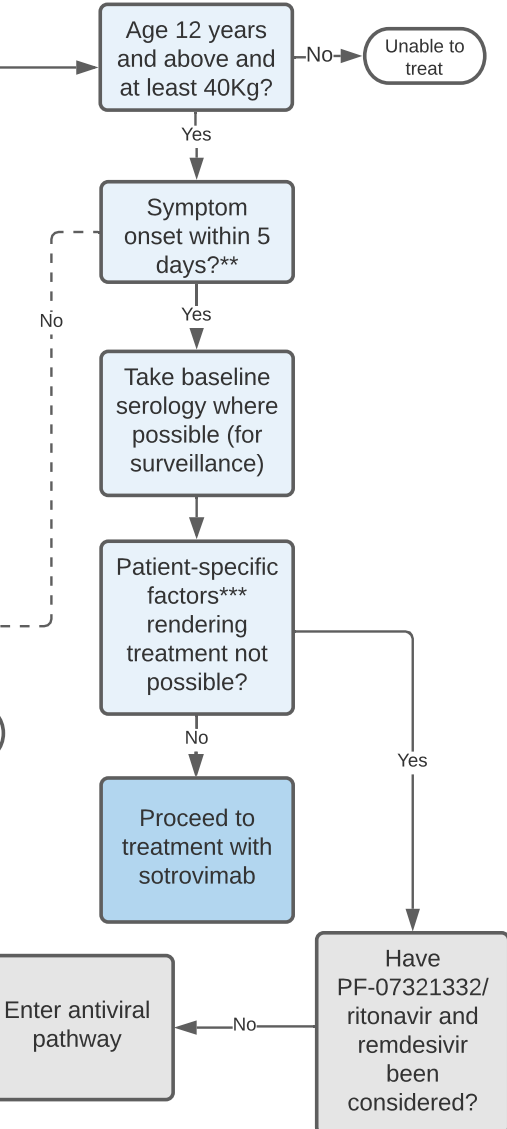 Age 12 years
and above and
at least 40Kg?
No
Unable to
treat
Yes
Symptom
onset within 5
days?**
No
Yes
Take baseline
serology where
possible (for
surveillance)
Patient-specific
factors***
rendering
treatment not
possible?
No
Yes
Proceed to
treatment with
sotrovimab
Have
PF-07321332/
ritonavir and
remdesivir
been
considered?
No
Enter antiviral
pathway